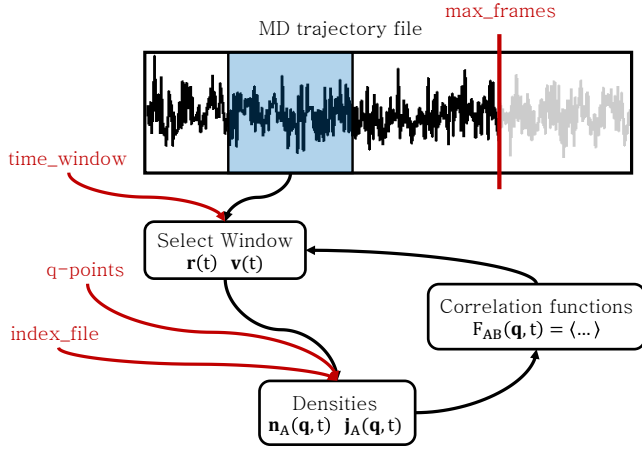 max_frames
MD trajectory file
time_window
Select Window
r(t) v(t)
q-points
index_file
Correlation functions
F_AB(q,t) = ⟨…⟩
Densities
n_A(q,t) j_A(q,t)